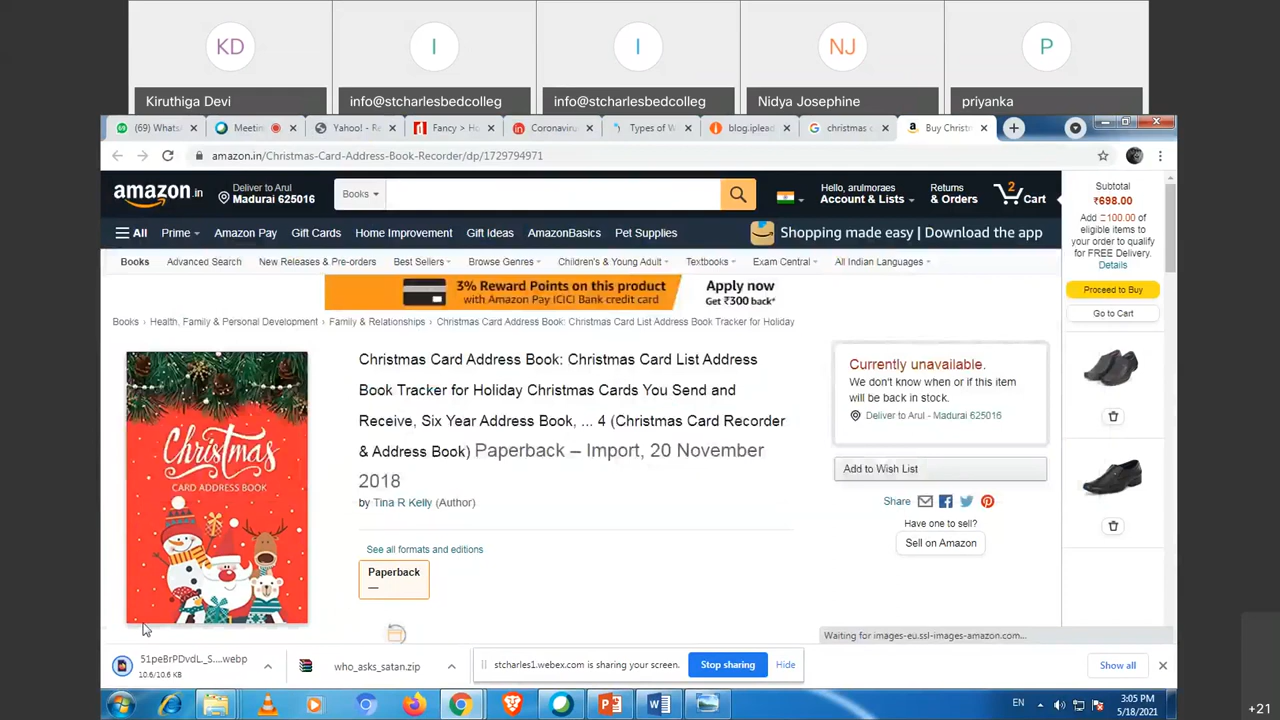 KD
I
I
NJ
P
Kiruthiga Devi
info@stcharlesbedcolleg
info@stcharlesbedcolleg
Nidya Josephine
priyanka
(69) Whats
Meetin
Yahoo! - Re
Fancy > Ho
Coronaviru
Types of W
blog.iplead
christmas c
Buy Christm
amazon.in/Christmas-Card-Address-Book-Recorder/dp/1729794971
amazon.in
Deliver to Arul
Madurai 625016
Books
Hello, arulmoraes
Account & Lists
Returns
& Orders
2
Cart
All
Prime
Amazon Pay
Gift Cards
Home Improvement
Gift Ideas
AmazonBasics
Pet Supplies
Shopping made easy | Download the app
Books
Advanced Search
New Releases & Pre-orders
Best Sellers
Browse Genres
Children's & Young Adult
Textbooks
Exam Central
All Indian Languages
3% Reward Points on this product
with Amazon Pay ICICI Bank credit card
Apply now
Get ₹300 back*
Books › Health, Family & Personal Development › Family & Relationships › Christmas Card Address Book: Christmas Card List Address Book Tracker for Holiday
Christmas
CARD ADDRESS BOOK
Christmas Card Address Book: Christmas Card List Address
Book Tracker for Holiday Christmas Cards You Send and
Receive, Six Year Address Book, ... 4 (Christmas Card Recorder
& Address Book) Paperback – Import, 20 November
2018
by Tina R Kelly (Author)
See all formats and editions
Paperback
—
Currently unavailable.
We don't know when or if this item
will be back in stock.
Deliver to Arul - Madurai 625016
Add to Wish List
Share
Have one to sell?
Sell on Amazon
Subtotal
₹698.00
Add 100.00 of
eligible items to
your order to qualify
for FREE Delivery.
Details
Proceed to Buy
Go to Cart
Waiting for images-eu.ssl-images-amazon.com...
51peBrPDvdL._S....webp
10.6/10.6 KB
who_asks_satan.zip
stcharles1.webex.com is sharing your screen.
Stop sharing
Hide
Show all
EN
3:05 PM
5/18/2021
+21